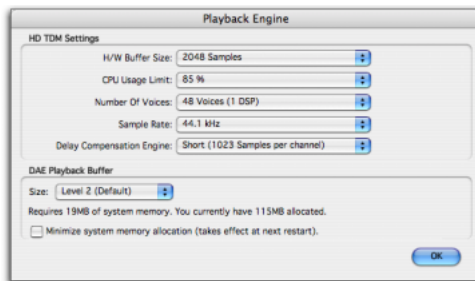 Playback Engine
HD TDM Settings
H/W Buffer Size: 2048 Samples
CPU Usage Limit: 85 %
Number Of Voices: 48 Voices (1 DSP)
Sample Rate: 44.1 kHz
Delay Compensation Engine: Short (1023 Samples per channel)
DAE Playback Buffer
Size: Level 2 (Default)
Requires 19MB of system memory. You currently have 115MB allocated.
Minimize system memory allocation (takes effect at next restart).
OK